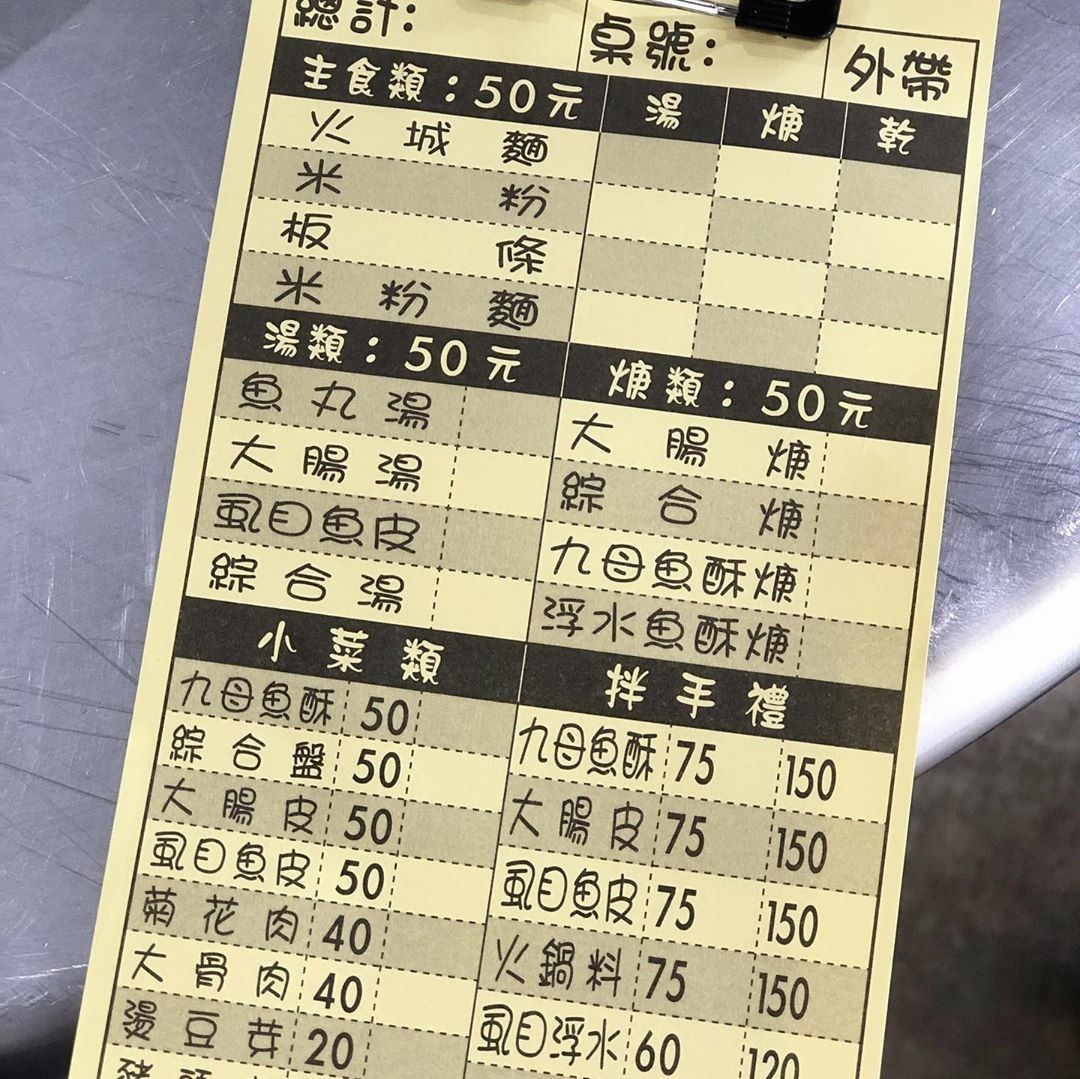 總計:
桌號:
外帶
主食類：50元 湯 焿 乾
火城麵
米粉
板條
米粉麵
湯類：50元
魚丸湯
大腸湯
虱目魚皮
綜合湯
焿類：50元
大腸焿
綜合焿
九母魚酥焿
浮水魚酥焿
小菜類
九母魚酥 50
綜合盤 50
大腸皮 50
虱目魚皮 50
菊花肉 40
大骨肉 40
燙豆芽 20
拌手禮
九母魚酥 75 150
大腸皮 75 150
虱目魚皮 75 150
火鍋料 75 150
虱目浮水 60 120